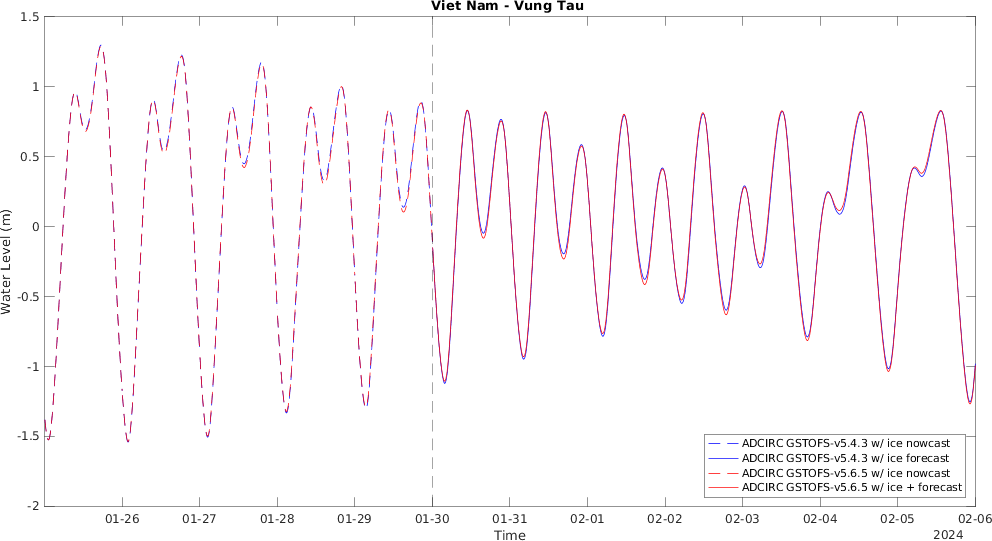 Viet Nam - Vung Tau
1.5
1
0.5
0
-0.5
-1
-1.5
-2
Water Level (m)
01-26 01-27 01-28 01-29 01-30 01-31 02-01 02-02 02-03 02-04 02-05 02-06
Time
2024
ADCIRC GSTOFS-v5.4.3 w/ ice nowcast
ADCIRC GSTOFS-v5.4.3 w/ ice forecast
ADCIRC GSTOFS-v5.6.5 w/ ice nowcast
ADCIRC GSTOFS-v5.6.5 w/ ice + forecast